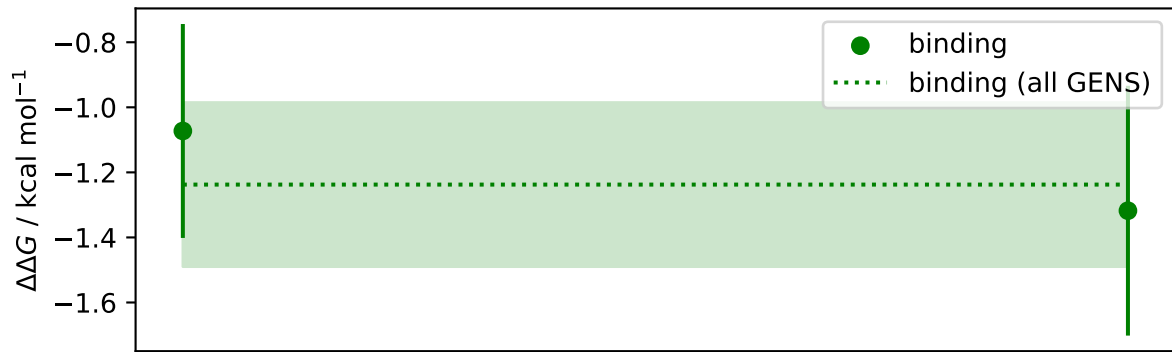 ΔΔG / kcal mol⁻¹
−0.8
−1.0
−1.2
−1.4
−1.6
binding
binding (all GENS)